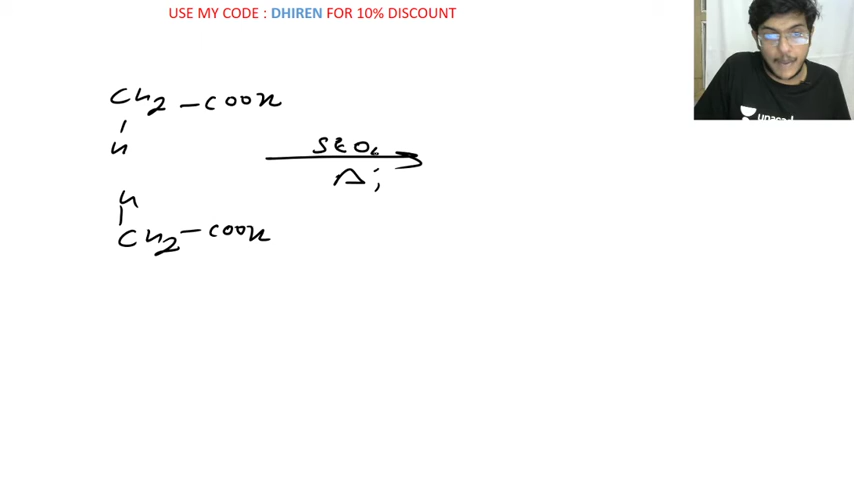 USE MY CODE : DHIREN FOR 10% DISCOUNT
CH2 - COOH
H
SEO2
Δ ;
H
CH2 - COOH